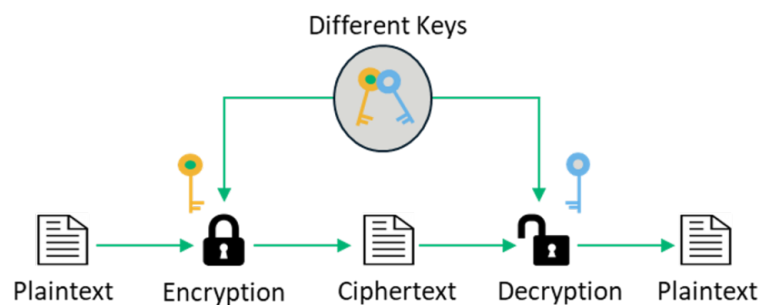 Different Keys
Plaintext
Encryption
Ciphertext
Decryption
Plaintext